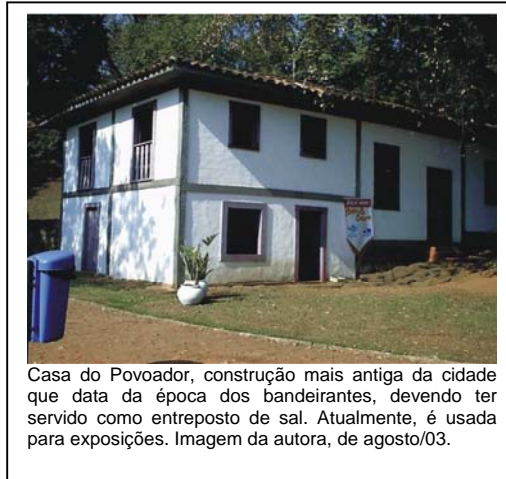 Casa do Povoador, construção mais antiga da cidade
que data da época dos bandeirantes, devendo ter
servido como entreposto de sal. Atualmente, é usada
para exposições. Imagem da autora, de agosto/03.